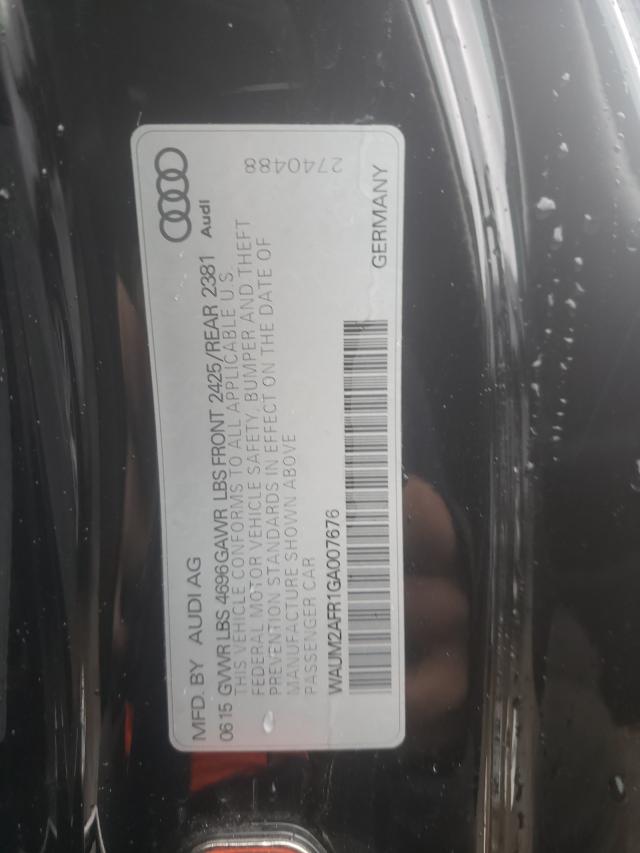 MFD. BY AUDI AG
0615 GVWR LBS 4696 GAWR LBS FRONT 2425/REAR 2381
Audi
THIS VEHICLE CONFORMS TO ALL APPLICABLE U.S.
FEDERAL MOTOR VEHICLE SAFETY, BUMPER AND THEFT
PREVENTION STANDARDS IN EFFECT ON THE DATE OF
MANUFACTURE SHOWN ABOVE
PASSENGER CAR
2740488
WAUM2AFR1GA007676
GERMANY